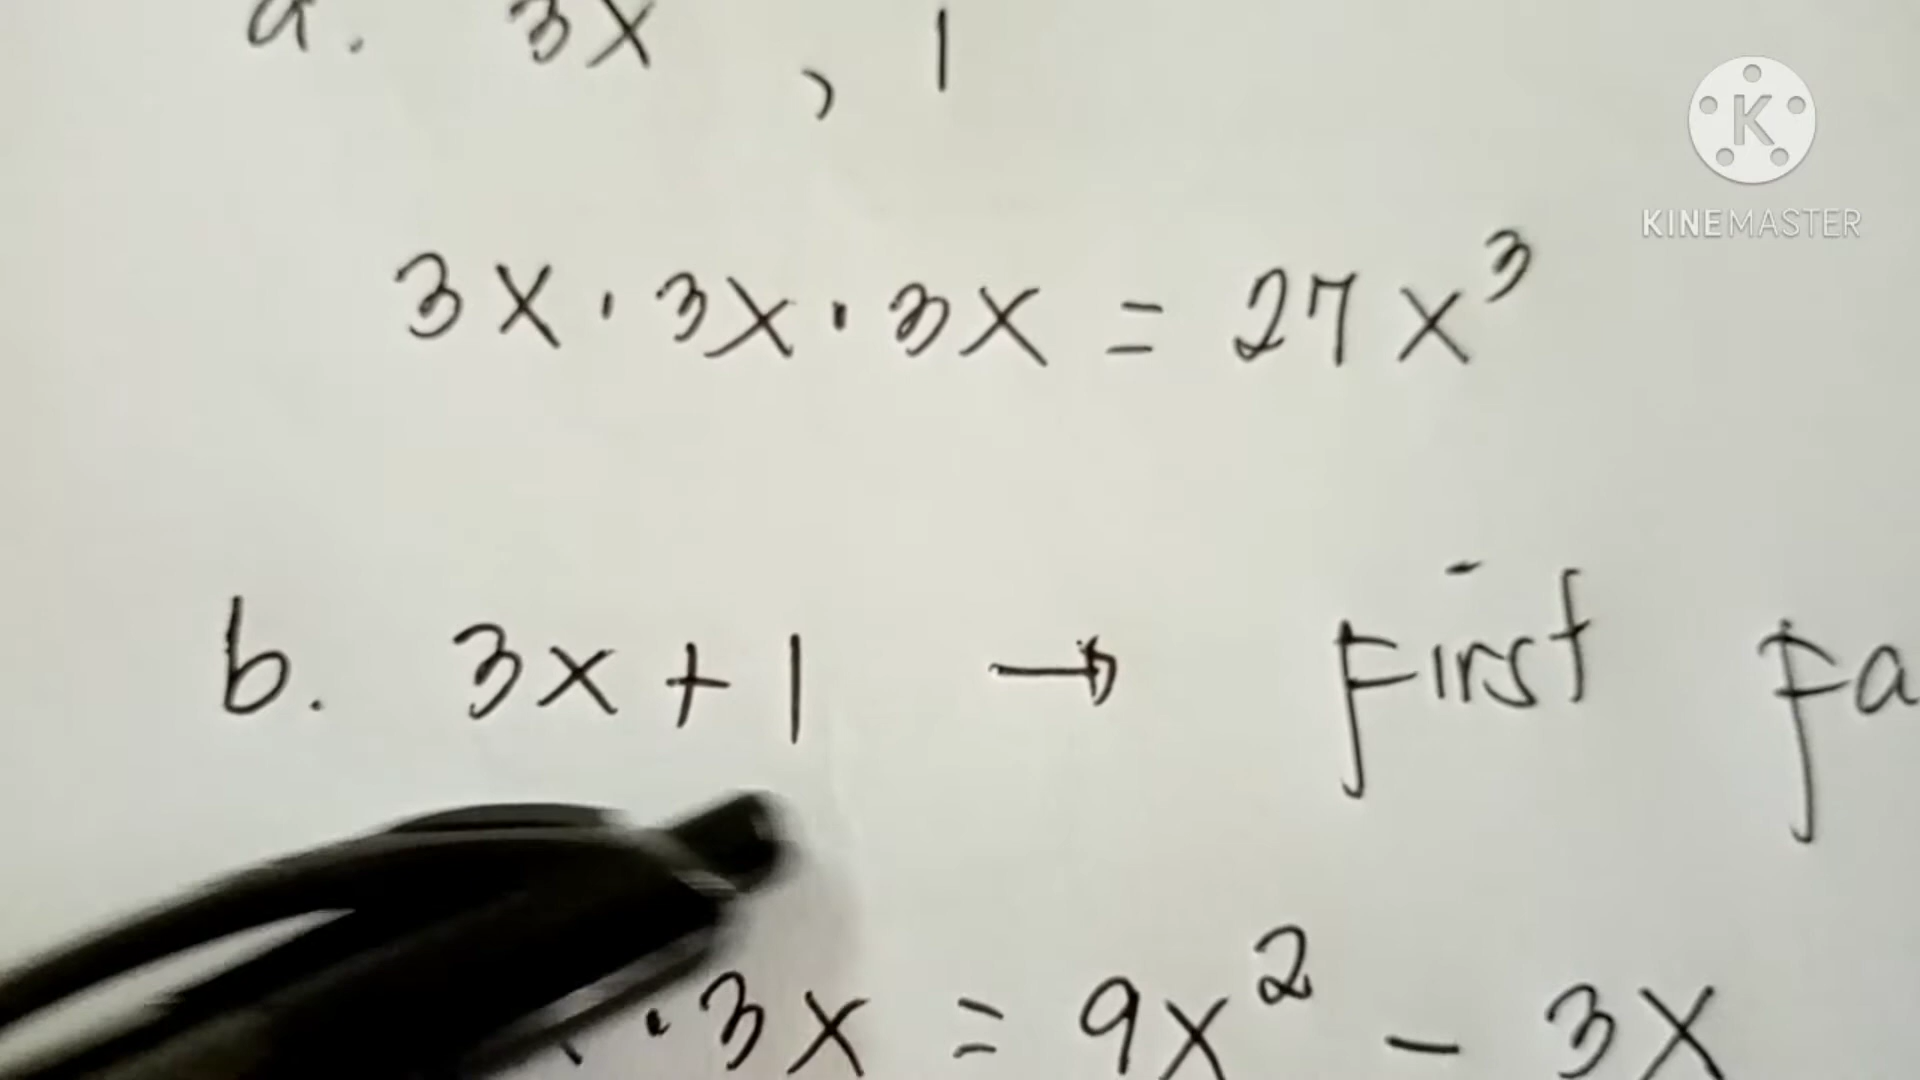 a. 3x , 1
K
KINEMASTER
3x · 3x · 3x = 27x³
b. 3x + 1 → First
· 3x = 9x² - 3x